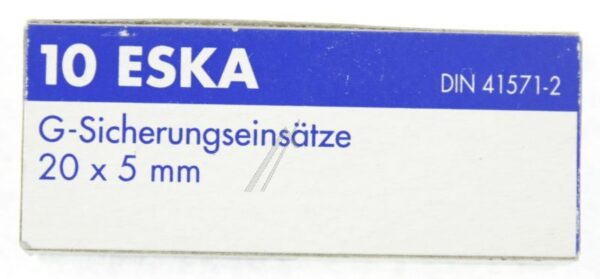 10 ESKA
DIN 41571-2
G-Sicherungseinsätze
20 x 5 mm